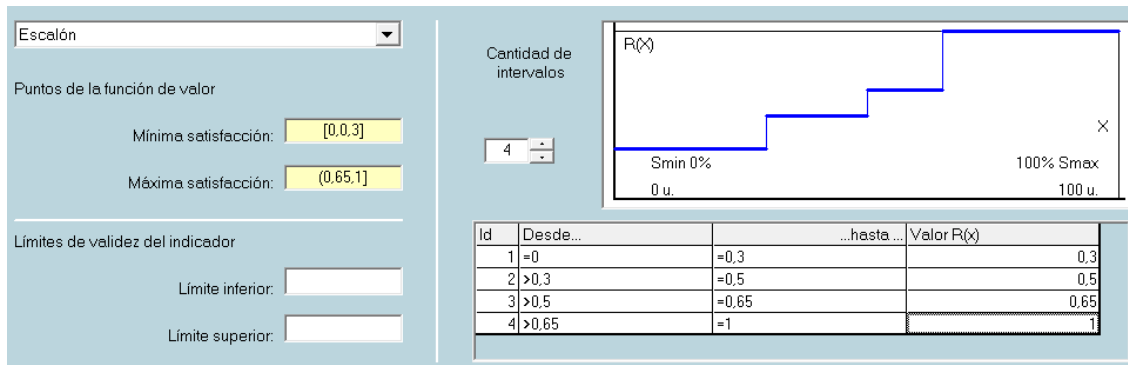 Escalón
Puntos de la función de valor
Mínima satisfacción: [0,0,3]
Máxima satisfacción: (0,65,1]
Límites de validez del indicador
Límite inferior:
Límite superior:
Cantidad de
intervalos
4
R(X)
X
Smin 0% 100% Smax
0 u. 100 u.
Id Desde... ...hasta ... Valor R(x)
1 =0 =0,3 0,3
2 >0,3 =0,5 0,5
3 >0,5 =0,65 0,65
4 >0,65 =1 1